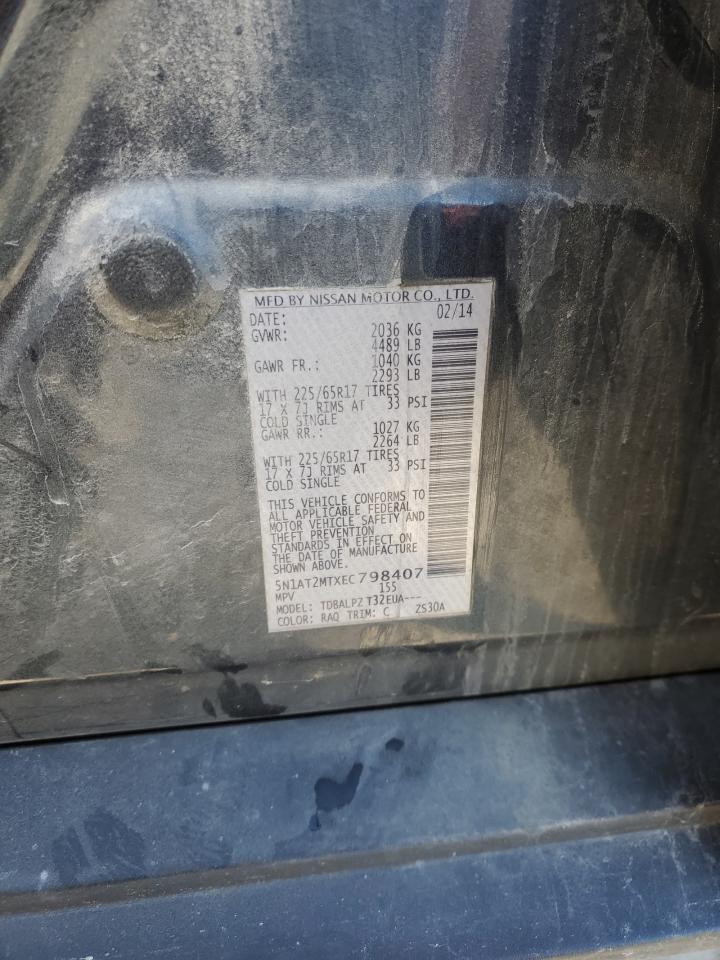 MFD BY NISSAN MOTOR CO., LTD.
DATE: 02/14
GVWR: 2036 KG
4489 LB
GAWR FR.: 1040 KG
2293 LB
WITH 225/65R17 TIRES
17 X 7J RIMS AT 33 PSI
COLD SINGLE
GAWR RR.: 1027 KG
2264 LB
WITH 225/65R17 TIRES
17 X 7J RIMS AT 33 PSI
COLD SINGLE
THIS VEHICLE CONFORMS TO
ALL APPLICABLE FEDERAL
MOTOR VEHICLE SAFETY AND
THEFT PREVENTION
STANDARDS IN EFFECT ON
THE DATE OF MANUFACTURE
SHOWN ABOVE.
5N1AT2MTXEC798407
MPV 155
MODEL: TDBALPZ T32EUA---
COLOR: RAQ TRIM: C ZS30A